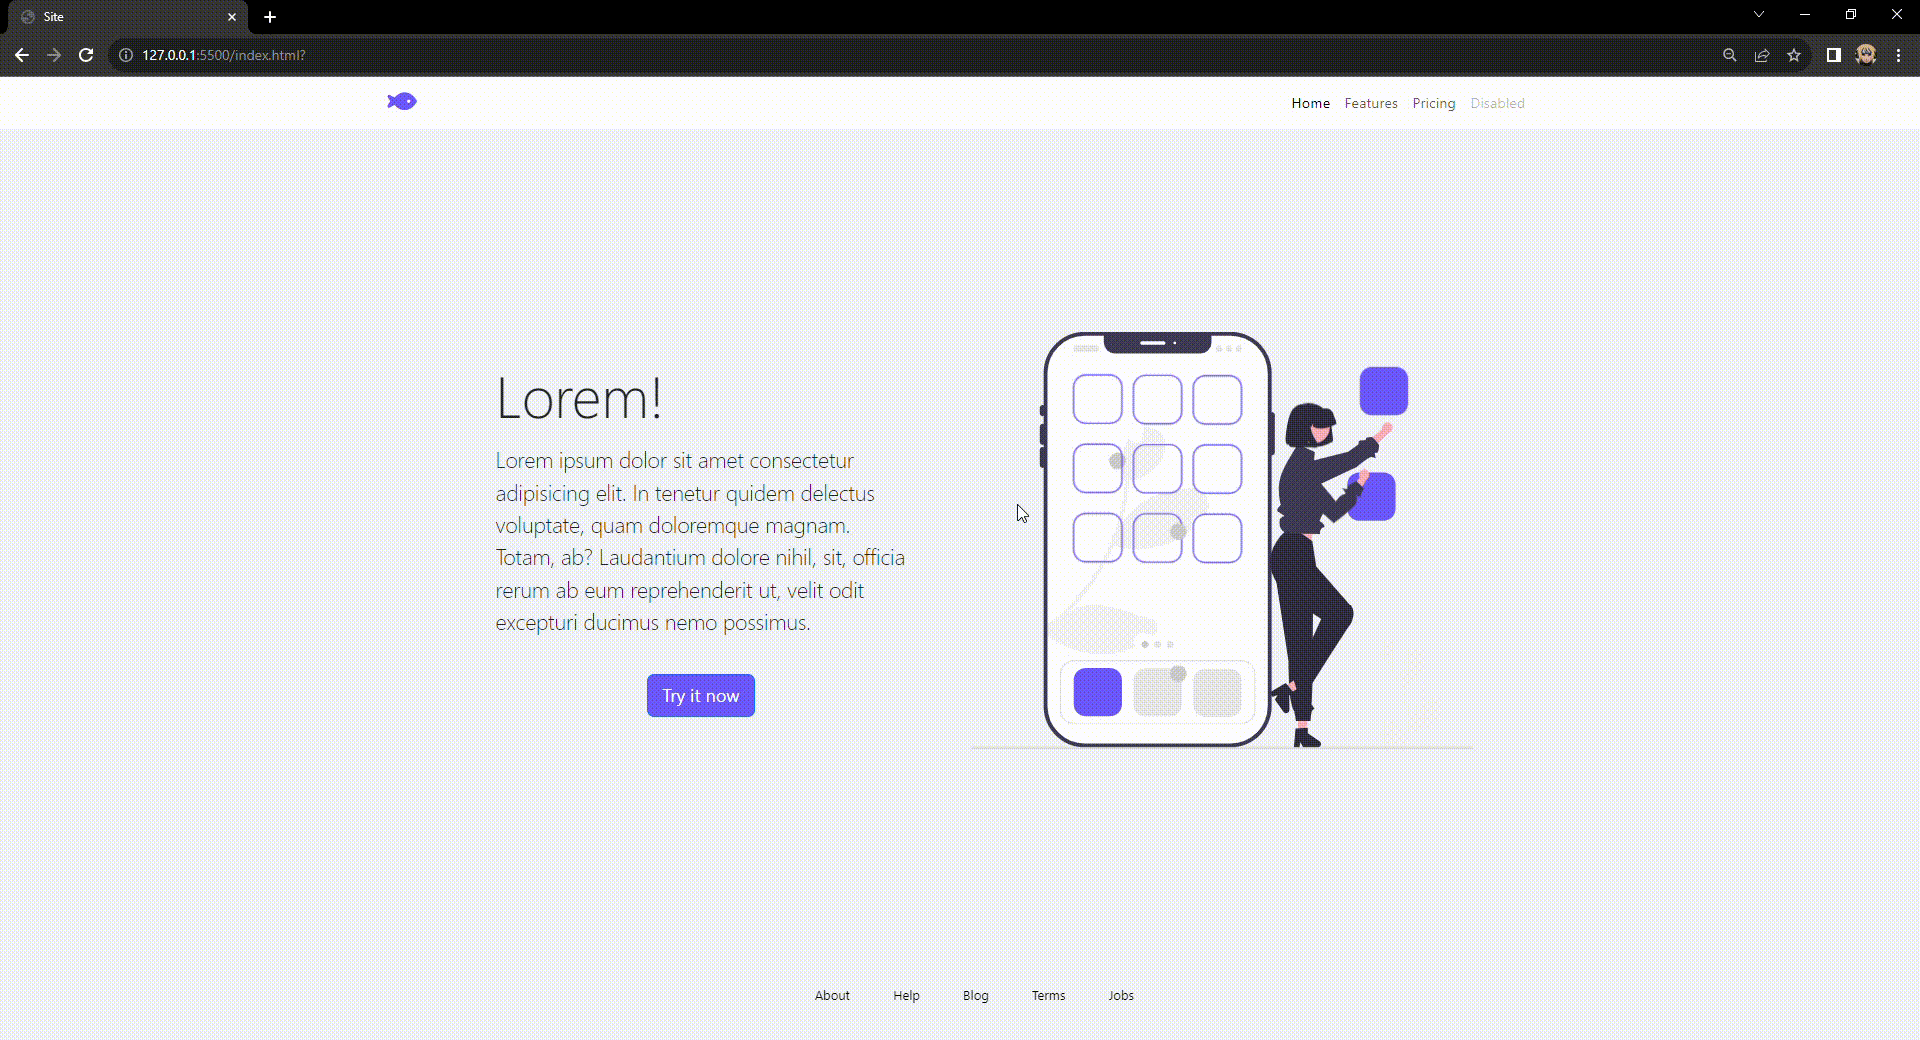 Site
127.0.0.1:5500/index.html?
Home Features Pricing Disabled
Lorem!
Lorem ipsum dolor sit amet consectetur
adipisicing elit. In tenetur quidem delectus
voluptate, quam doloremque magnam.
Totam, ab? Laudantium dolore nihil, sit, officia
rerum ab eum reprehenderit ut, velit odit
excepturi ducimus nemo possimus.
Try it now
About Help Blog Terms Jobs